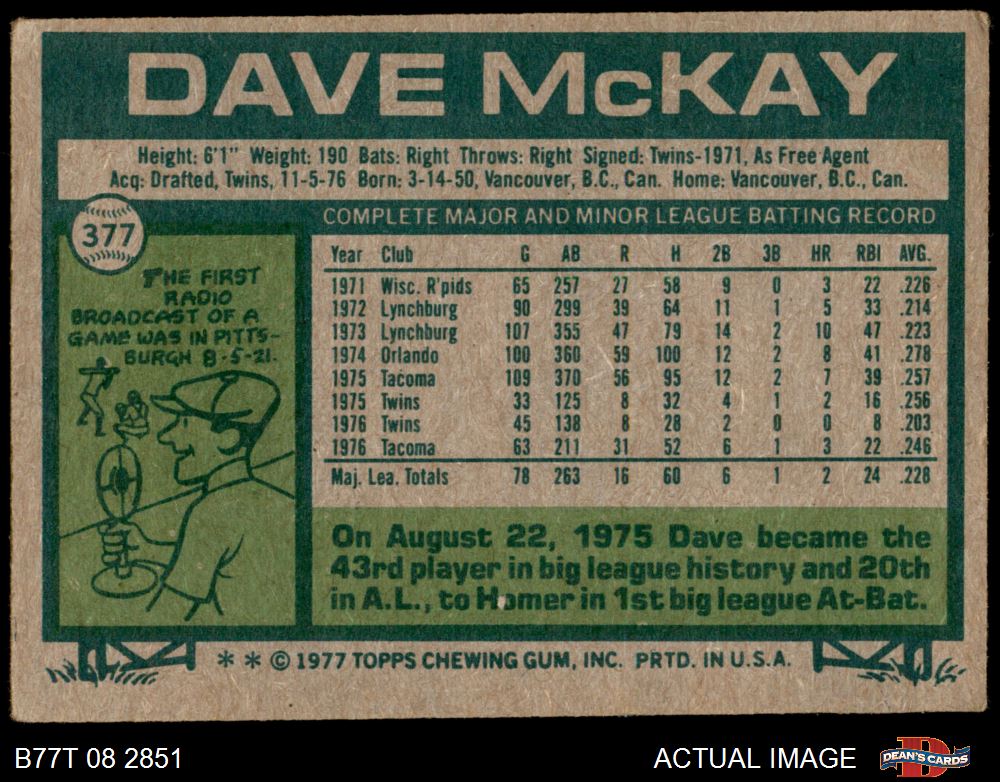 DAVE McKAY
Height: 6'1" Weight: 190 Bats: Right Throws: Right Signed: Twins-1971, As Free Agent
Acq: Drafted, Twins, 11-5-76 Born: 3-14-50, Vancouver, B.C., Can. Home: Vancouver, B.C., Can.
377
THE FIRST
RADIO
BROADCAST OF A
GAME WAS IN PITTS-
BURGH 8-5-21.
COMPLETE MAJOR AND MINOR LEAGUE BATTING RECORD
Year Club G AB R H 2B 3B HR RBI AVG.
1971 Wisc. R'pids 65 257 27 58 9 0 3 22 .226
1972 Lynchburg 90 299 39 64 11 1 5 33 .214
1973 Lynchburg 107 355 47 79 14 2 10 47 .223
1974 Orlando 100 360 59 100 12 2 8 41 .278
1975 Tacoma 109 370 56 95 12 2 7 39 .257
1975 Twins 33 125 8 32 4 1 2 16 .256
1976 Twins 45 138 8 28 2 0 0 8 .203
1976 Tacoma 63 211 31 52 6 1 3 22 .246
Maj. Lea. Totals 78 263 16 60 6 1 2 24 .228
On August 22, 1975 Dave became the
43rd player in big league history and 20th
in A.L., to Homer in 1st big league At-Bat.
* * © 1977 TOPPS CHEWING GUM, INC. PRTD. IN U.S.A.
B77T 08 2851 ACTUAL IMAGE DEAN'S CARDS